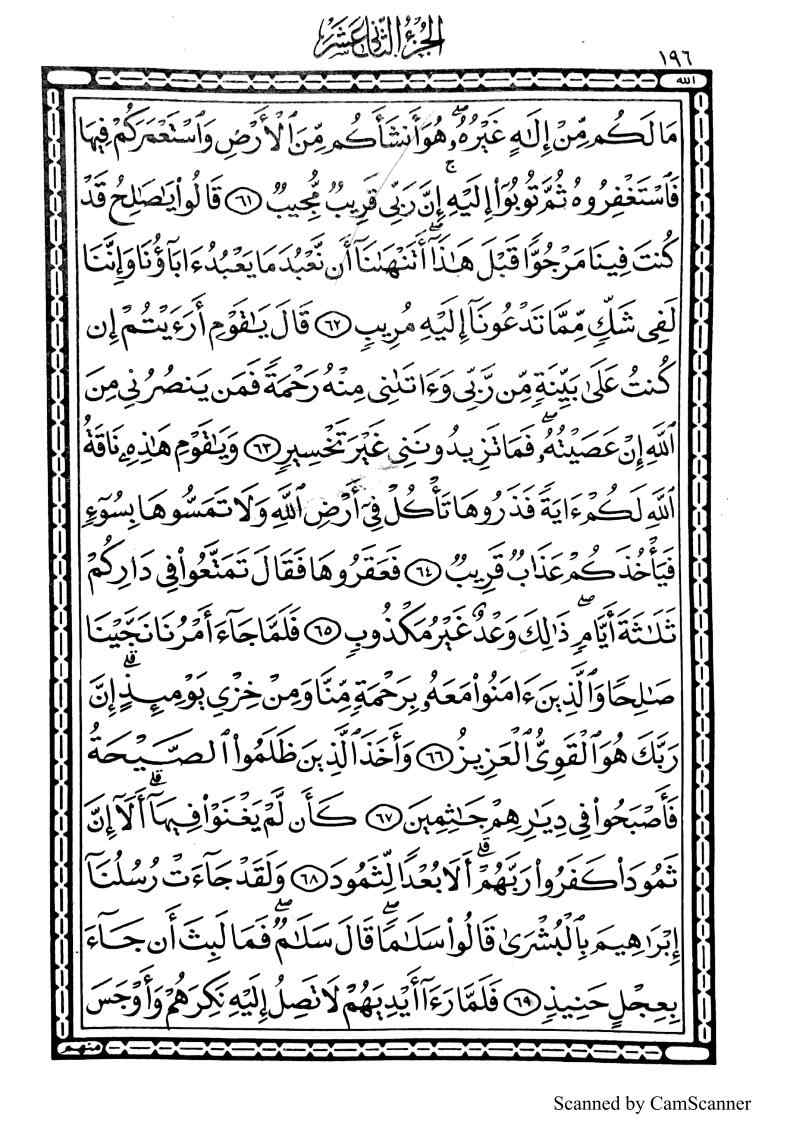 الجزء الثانی عشر
١٩٦
الله
مَا لَكُم مِّنْ إِلَٰهٍ غَيْرُهُۥ ۖ هُوَ أَنشَأَكُم مِّنَ ٱلْأَرْضِ وَٱسْتَعْمَرَكُمْ فِيهَا
فَٱسْتَغْفِرُوهُ ثُمَّ تُوبُوٓا۟ إِلَيْهِ ۚ إِنَّ رَبِّى قَرِيبٌ مُّجِيبٌ ٦١ قَالُوا۟ يَٰصَٰلِحُ قَدْ
كُنتَ فِينَا مَرْجُوًّا قَبْلَ هَٰذَآ ۖ أَتَنْهَىٰنَآ أَن نَّعْبُدَ مَا يَعْبُدُ ءَابَآؤُنَا وَإِنَّنَا
لَفِى شَكٍّ مِّمَّا تَدْعُونَآ إِلَيْهِ مُرِيبٍ ٦٢ قَالَ يَٰقَوْمِ أَرَءَيْتُمْ إِن
كُنتُ عَلَىٰ بَيِّنَةٍ مِّن رَّبِّى وَءَاتَىٰنِى مِنْهُ رَحْمَةً فَمَن يَنصُرُنِى مِنَ
ٱللَّهِ إِنْ عَصَيْتُهُۥ ۖ فَمَا تَزِيدُونَنِى غَيْرَ تَخْسِيرٍ ٦٣ وَيَٰقَوْمِ هَٰذِهِۦ نَاقَةُ
ٱللَّهِ لَكُمْ ءَايَةً فَذَرُوهَا تَأْكُلْ فِىٓ أَرْضِ ٱللَّهِ وَلَا تَمَسُّوهَا بِسُوٓءٍ
فَيَأْخُذَكُمْ عَذَابٌ قَرِيبٌ ٦٤ فَعَقَرُوهَا فَقَالَ تَمَتَّعُوا۟ فِى دَارِكُمْ
ثَلَٰثَةَ أَيَّامٍ ۖ ذَٰلِكَ وَعْدٌ غَيْرُ مَكْذُوبٍ ٦٥ فَلَمَّا جَآءَ أَمْرُنَا نَجَّيْنَا
صَٰلِحًا وَٱلَّذِينَ ءَامَنُوا۟ مَعَهُۥ بِرَحْمَةٍ مِّنَّا وَمِنْ خِزْىِ يَوْمِئِذٍ ۗ إِنَّ
رَبَّكَ هُوَ ٱلْقَوِىُّ ٱلْعَزِيزُ ٦٦ وَأَخَذَ ٱلَّذِينَ ظَلَمُوا۟ ٱلصَّيْحَةُ
فَأَصْبَحُوا۟ فِى دِيَٰرِهِمْ جَٰثِمِينَ ٦٧ كَأَن لَّمْ يَغْنَوْا۟ فِيهَآ ۗ أَلَآ إِنَّ
ثَمُودَا۟ كَفَرُوا۟ رَبَّهُمْ ۗ أَلَا بُعْدًا لِّثَمُودَ ٦٨ وَلَقَدْ جَآءَتْ رُسُلُنَآ
إِبْرَٰهِيمَ بِٱلْبُشْرَىٰ قَالُوا۟ سَلَٰمًا ۖ قَالَ سَلَٰمٌ ۖ فَمَا لَبِثَ أَن جَآءَ
بِعِجْلٍ حَنِيذٍ ٦٩ فَلَمَّا رَءَآ أَيْدِيَهُمْ لَا تَصِلُ إِلَيْهِ نَكِرَهُمْ وَأَوْجَسَ
منهم
Scanned by CamScanner